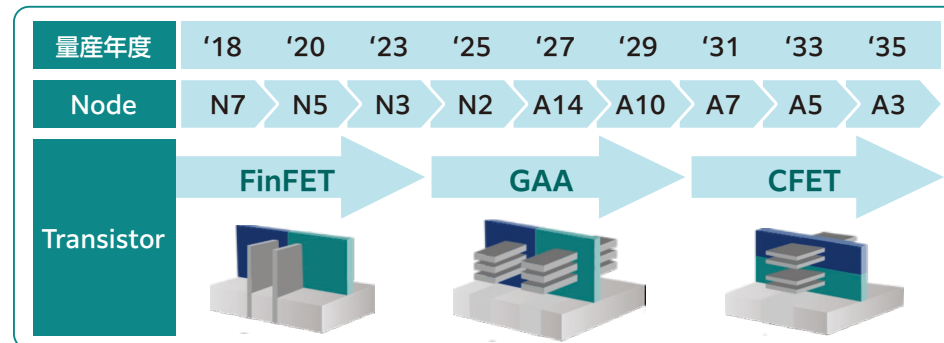 量産年度 ‘18 ‘20 ‘23 ‘25 ‘27 ‘29 ‘31 ‘33 ‘35
Node N7 N5 N3 N2 A14 A10 A7 A5 A3
Transistor
FinFET GAA CFET